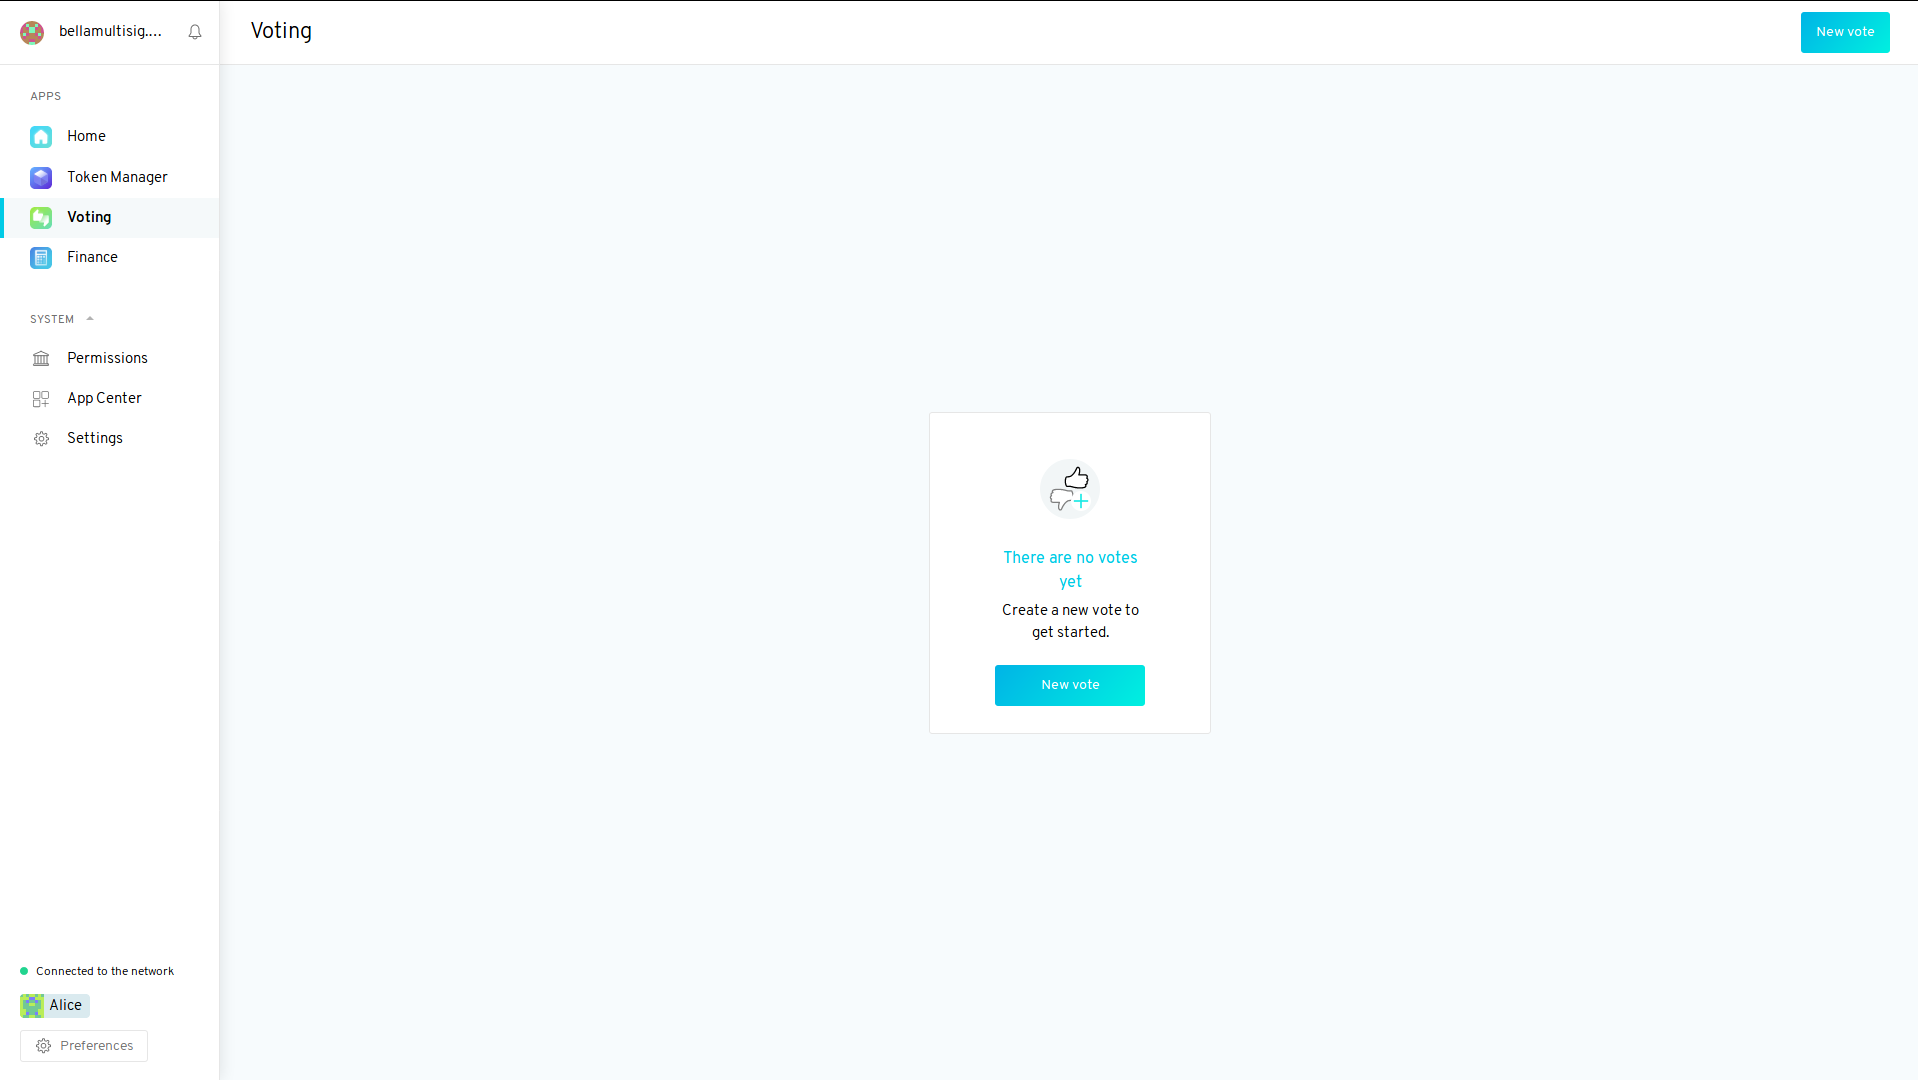 bellamultisig....
Voting
New vote
APPS
Home
Token Manager
Voting
Finance
SYSTEM
Permissions
App Center
Settings
There are no votes
yet
Create a new vote to
get started.
New vote
Connected to the network
Alice
Preferences